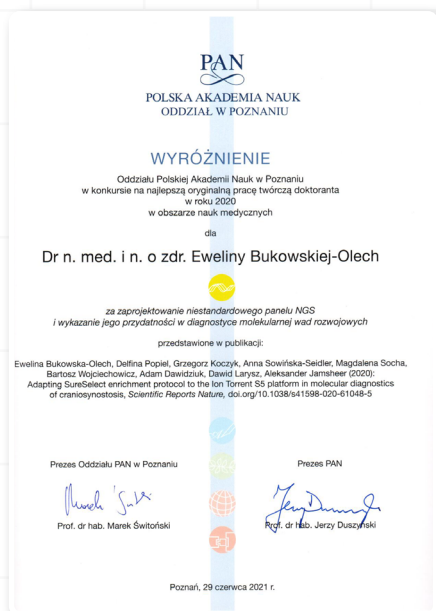 PAN
POLSKA AKADEMIA NAUK
ODDZIAŁ W POZNANIU
WYRÓŻNIENIE
Oddziału Polskiej Akademii Nauk w Poznaniu
w konkursie na najlepszą oryginalną pracę twórczą doktoranta
w roku 2020
w obszarze nauk medycznych
dla
Dr n. med. i n. o zdr. Eweliny Bukowskiej-Olech
za zaprojektowanie niestandardowego panelu NGS
i wykazanie jego przydatności w diagnostyce molekularnej wad rozwojowych
przedstawione w publikacji:
Ewelina Bukowska-Olech, Delfina Popiel, Grzegorz Koczyk, Anna Sowińska-Seidler, Magdalena Socha,
Bartosz Wojciechowicz, Adam Dawidziuk, Dawid Larysz, Aleksander Jamsheer (2020):
Adapting SureSelect enrichment protocol to the Ion Torrent S5 platform in molecular diagnostics
of craniosynostosis, Scientific Reports Nature, doi.org/10.1038/s41598-020-61048-5
Prezes Oddziału PAN w Poznaniu
Prezes PAN
Prof. dr hab. Marek Świtoński
Prof. dr hab. Jerzy Duszyński
Poznań, 29 czerwca 2021 r.